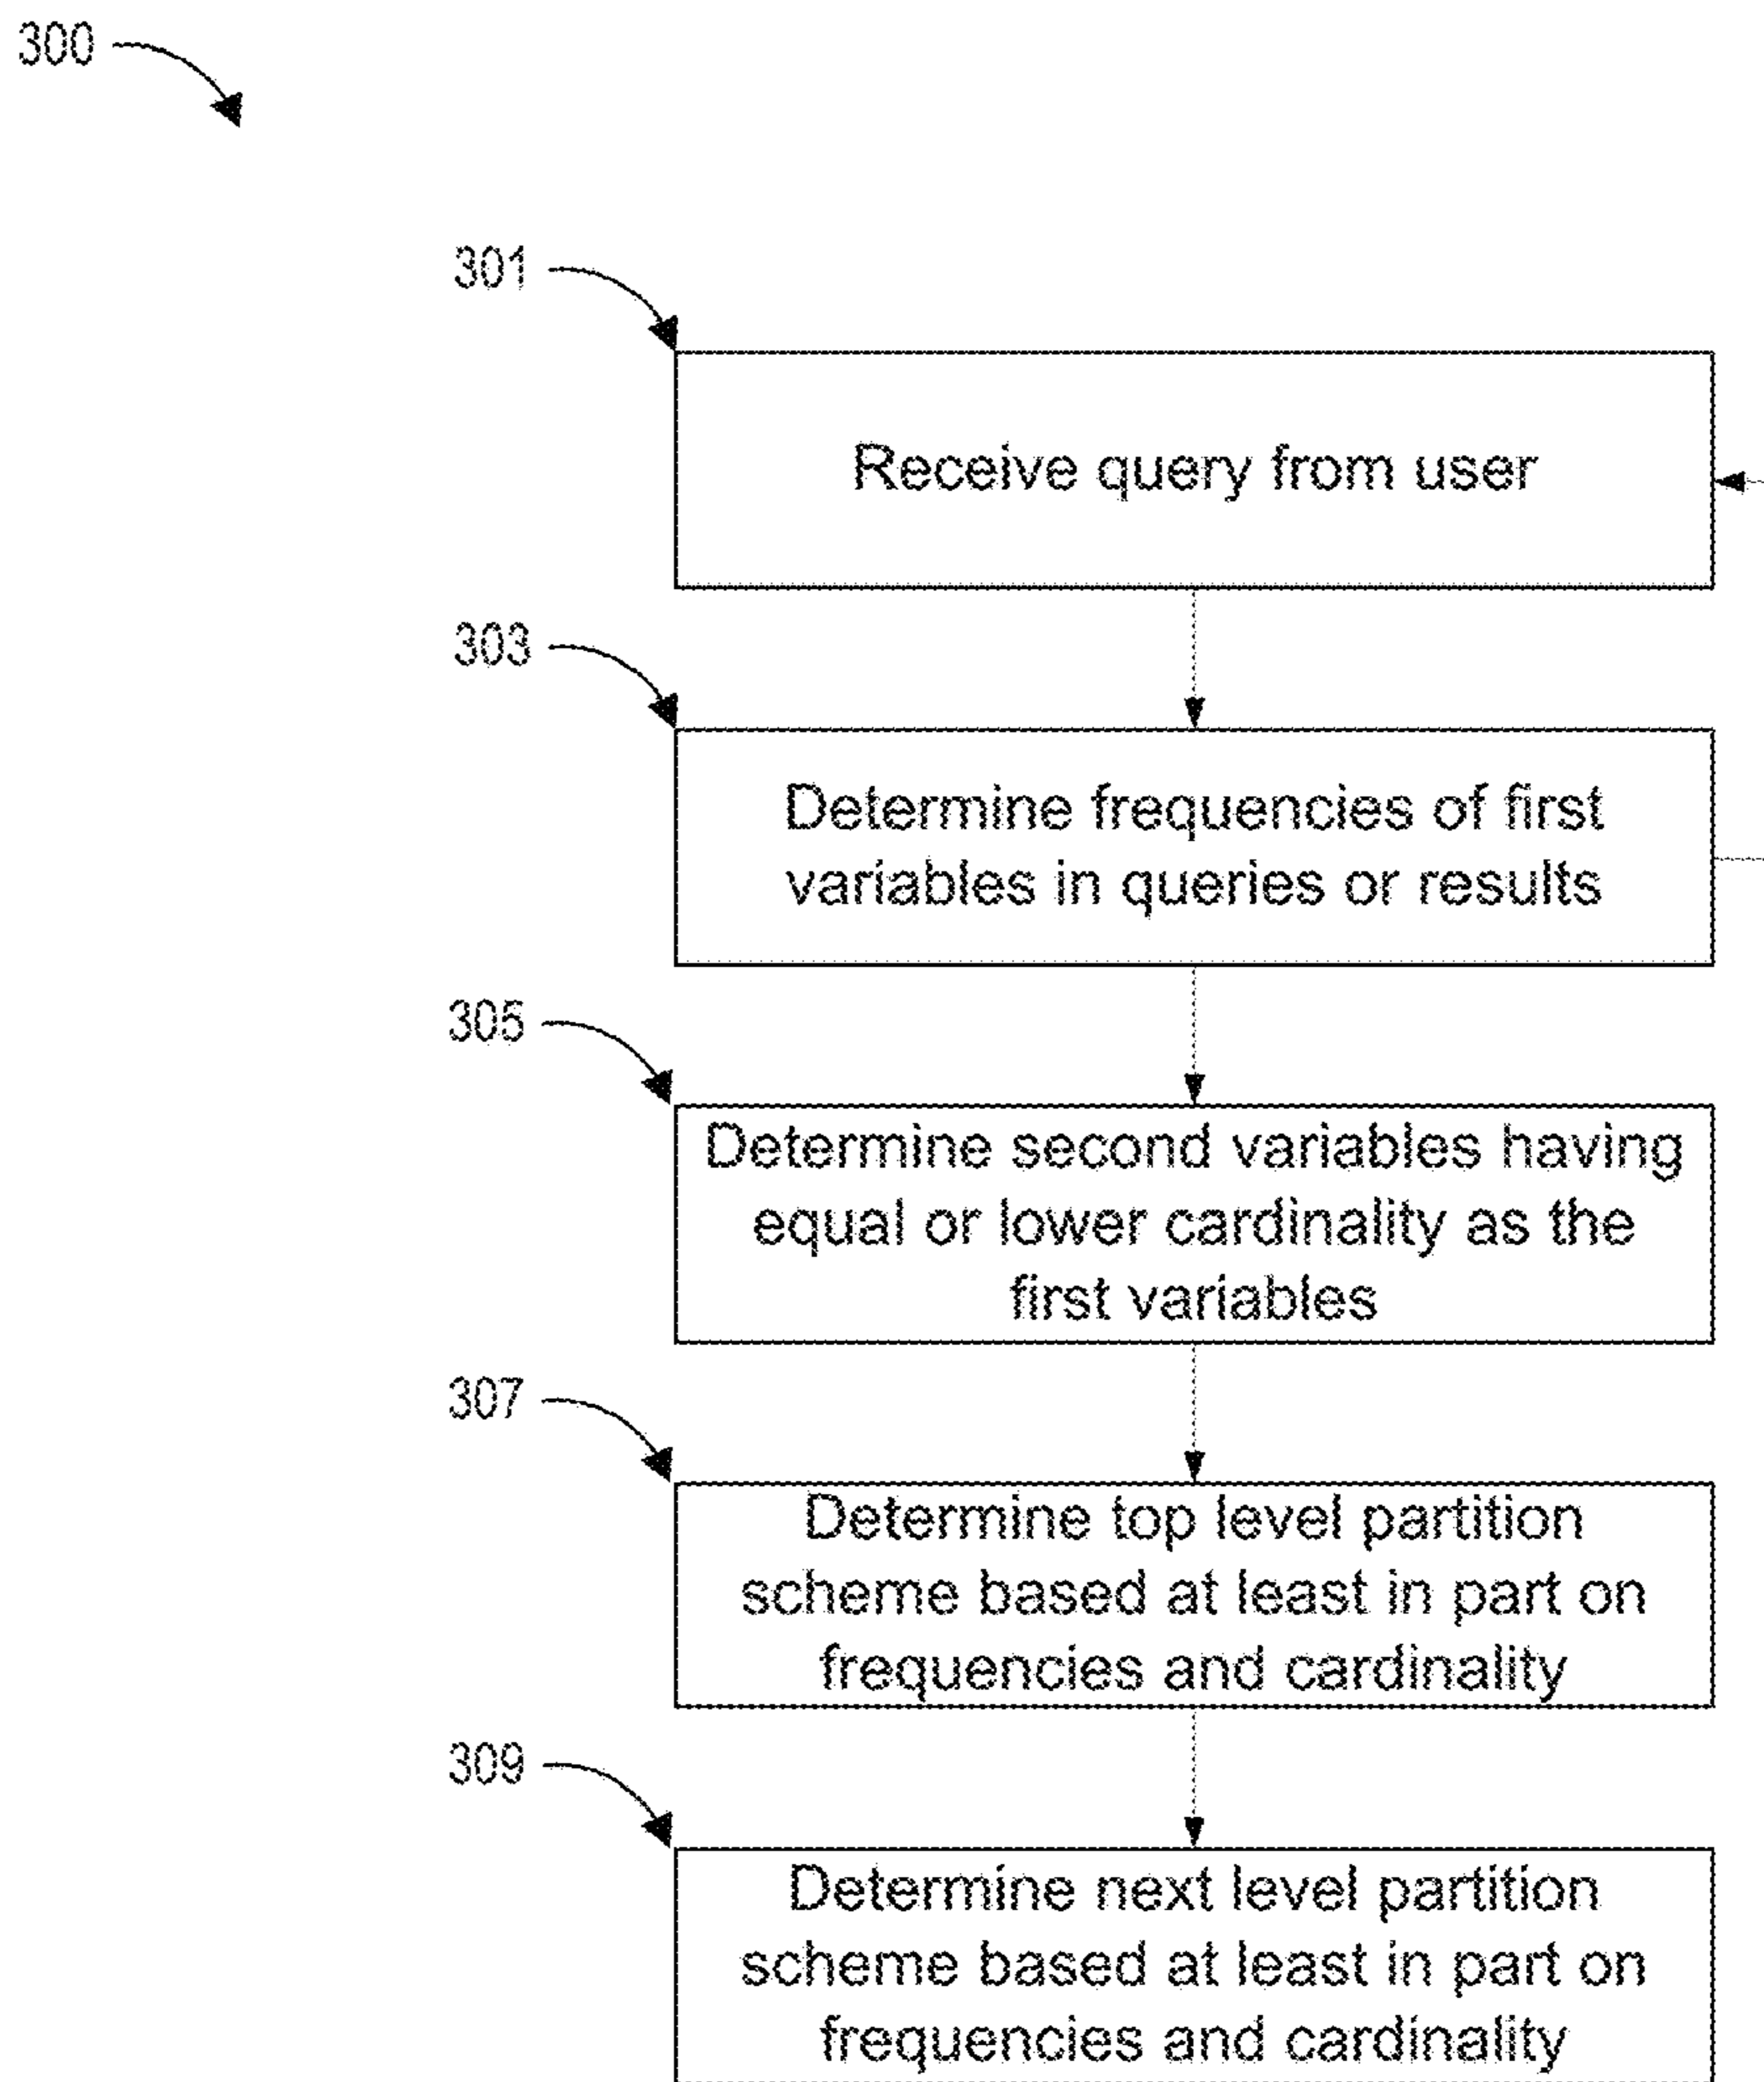 300
301
Receive query from user
303
Determine frequencies of first
variables in queries or results
305
Determine second variables having
equal or lower cardinality as the
first variables
307
Determine top level partition
scheme based at least in part on
frequencies and cardinality
309
Determine next level partition
scheme based at least in part on
frequencies and cardinality